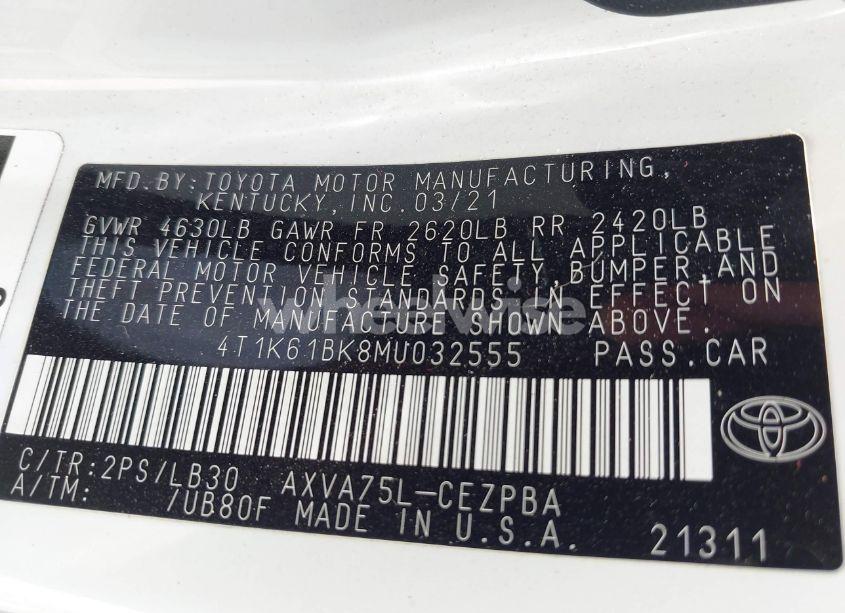 MFD.BY:TOYOTA MOTOR MANUFACTURING,
KENTUCKY,INC.03/21
GVWR 4630LB GAWR FR 2620LB RR 2420LB
THIS VEHICLE CONFORMS TO ALL APPLICABLE
FEDERAL MOTOR VEHICLE SAFETY,BUMPER,AND
THEFT PREVENTION STANDARDS IN EFFECT ON
THE DATE OF MANUFACTURE SHOWN ABOVE.
wheelwise
4T1K61BK8MU032555 PASS.CAR
C/TR:2PS/LB30 AXVA75L-CEZPBA
A/TM: /UB80F MADE IN U.S.A. 21311